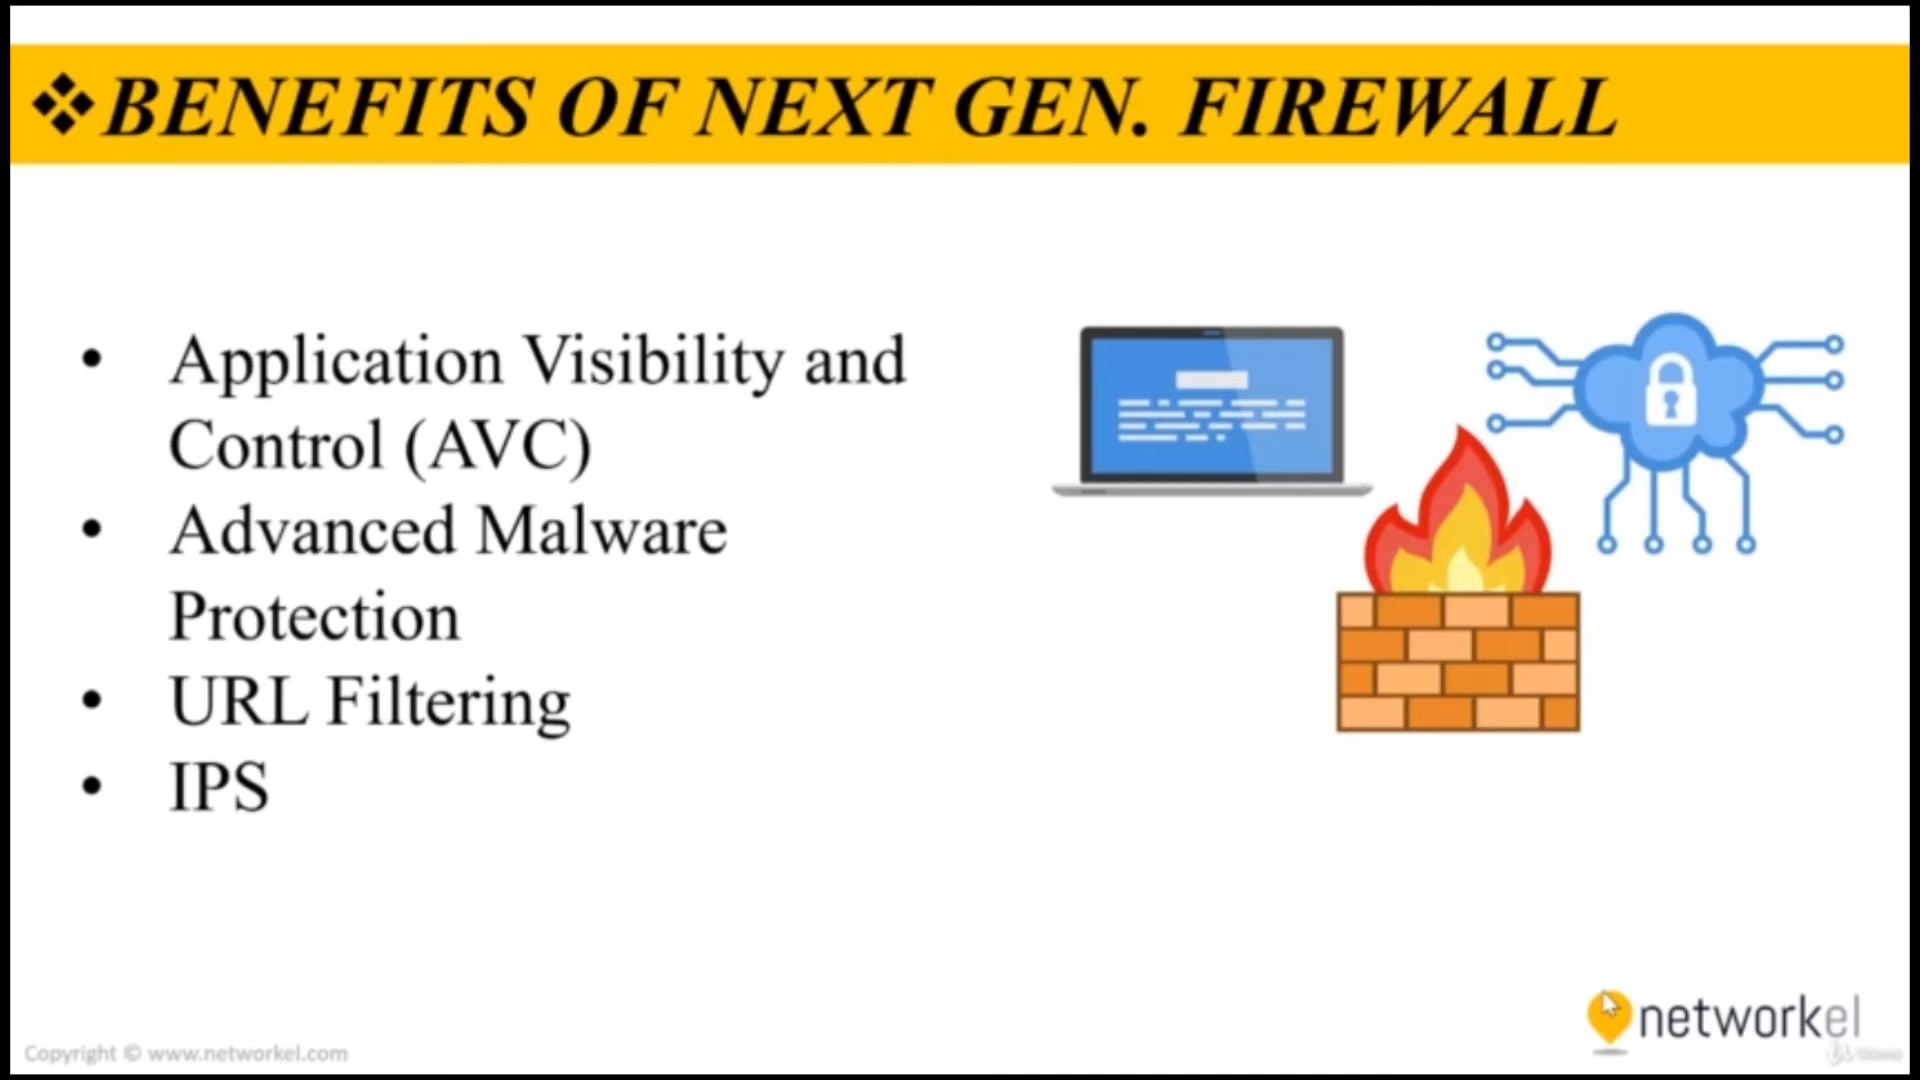 ❖BENEFITS OF NEXT GEN. FIREWALL
• Application Visibility and
Control (AVC)
• Advanced Malware
Protection
• URL Filtering
• IPS
networkel
Copyright © www.networkel.com